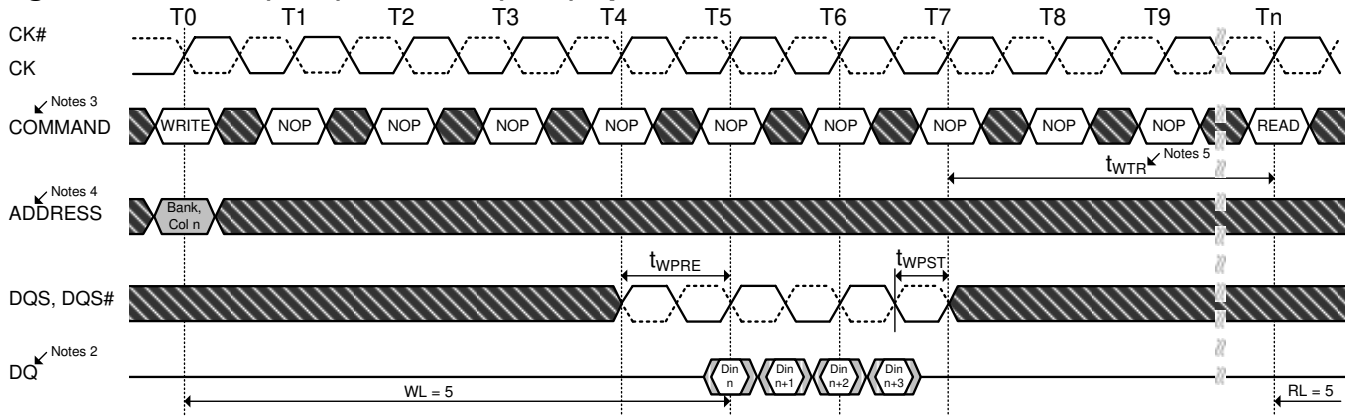 T0 T1 T2 T3 T4 T5 T6 T7 T8 T9 Tn
CK#
CK
Notes 3
COMMAND WRITE NOP NOP NOP NOP NOP NOP NOP NOP NOP READ
tWTR Notes 5
Notes 4
ADDRESS
Bank,
Col n
tWPRE tWPST
DQS, DQS#
Notes 2
DQ
Din Din Din Din
n n+1 n+2 n+3
WL = 5 RL = 5